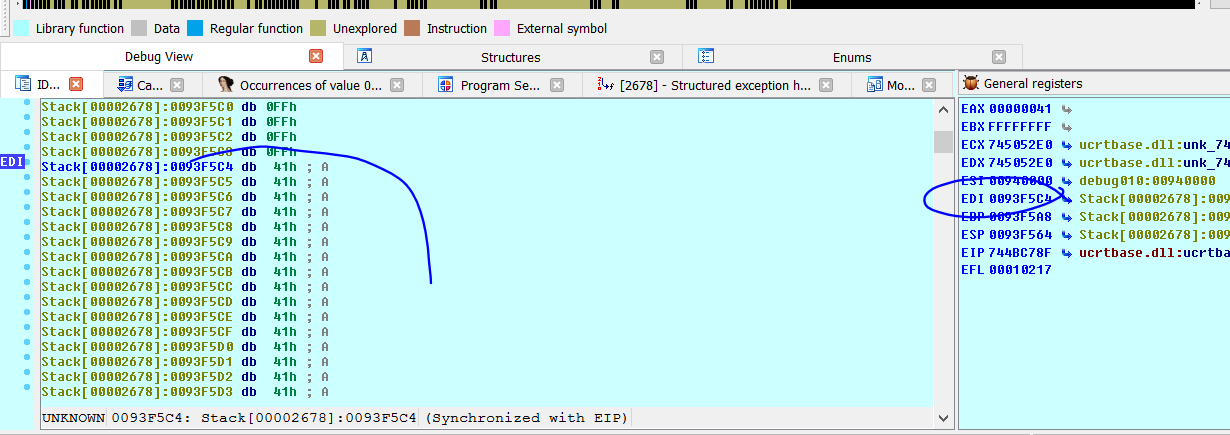 Library function Data Regular function Unexplored Instruction External symbol
Debug View Structures Enums
ID... Ca... Occurrences of value 0... Program Se... [2678] - Structured exception h... Mo... General registers
Stack[00002678]:0093F5C0 db 0FFh
Stack[00002678]:0093F5C1 db 0FFh
Stack[00002678]:0093F5C2 db 0FFh
Stack[00002678]:0093F5C3 db 0FFh
EDI
Stack[00002678]:0093F5C4 db 41h ; A
Stack[00002678]:0093F5C5 db 41h ; A
Stack[00002678]:0093F5C6 db 41h ; A
Stack[00002678]:0093F5C7 db 41h ; A
Stack[00002678]:0093F5C8 db 41h ; A
Stack[00002678]:0093F5C9 db 41h ; A
Stack[00002678]:0093F5CA db 41h ; A
Stack[00002678]:0093F5CB db 41h ; A
Stack[00002678]:0093F5CC db 41h ; A
Stack[00002678]:0093F5CD db 41h ; A
Stack[00002678]:0093F5CE db 41h ; A
Stack[00002678]:0093F5CF db 41h ; A
Stack[00002678]:0093F5D0 db 41h ; A
Stack[00002678]:0093F5D1 db 41h ; A
Stack[00002678]:0093F5D2 db 41h ; A
Stack[00002678]:0093F5D3 db 41h ; A
UNKNOWN 0093F5C4: Stack[00002678]:0093F5C4 (Synchronized with EIP)
EAX 00000041
EBX FFFFFFFF
ECX 745052E0 ucrtbase.dll:unk_74
EDX 745052E0 ucrtbase.dll:unk_74
ESI 00940000 debug010:00940000
EDI 0093F5C4 Stack[00002678]:009
EBP 0093F5A8 Stack[00002678]:009
ESP 0093F564 Stack[00002678]:009
EIP 744BC78F ucrtbase.dll:ucrtba
EFL 00010217